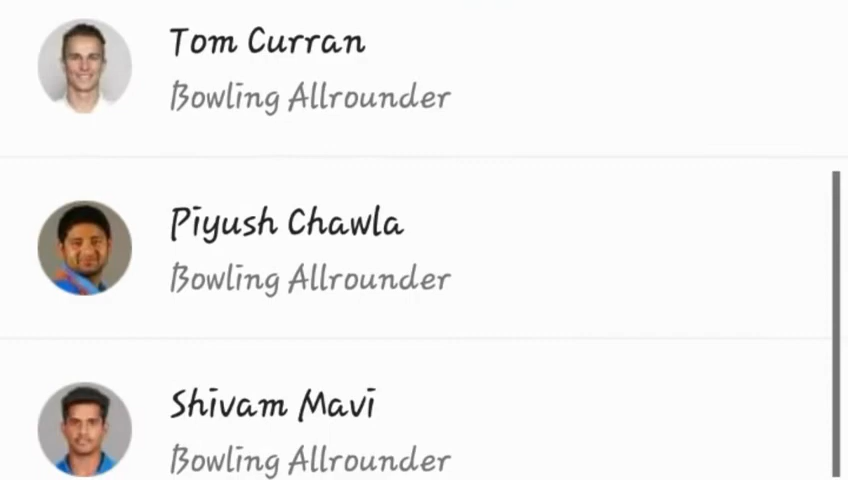 Tom Curran
Bowling Allrounder
Piyush Chawla
Bowling Allrounder
Shivam Mavi
Bowling Allrounder